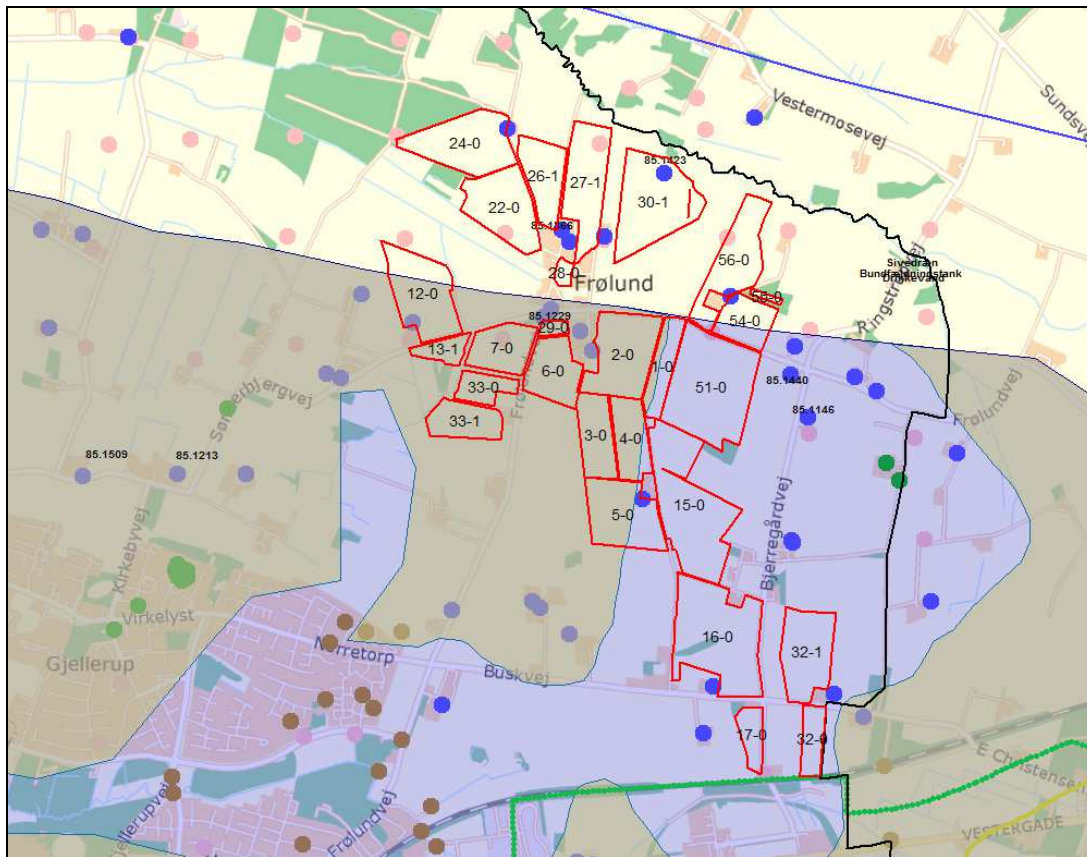 Vestermosevej
Sundsv
24-0
26-1
27-1
85.1423
30-1
22-0
85.1366
56-0
28-0
Frølund
Sivedræn
Bundfældningstank
Drikkevand
55-0
54-0
Ringstr
12-0
85.1229
29-0
13-1
7-0
6-0
2-0
1-0
51-0
85.1440
Frølundvej
33-0
33-1
85.1146
3-0
4-0
85.1509
85.1213
5-0
15-0
Bjerregårdvej
Kirkebyvej
Virkelyst
Gjellerup
Nørretorp
Buskvej
16-0
32-1
17-0
32-0
E Christensen
Gjellerupvej
Frølundvej
VESTERGADE